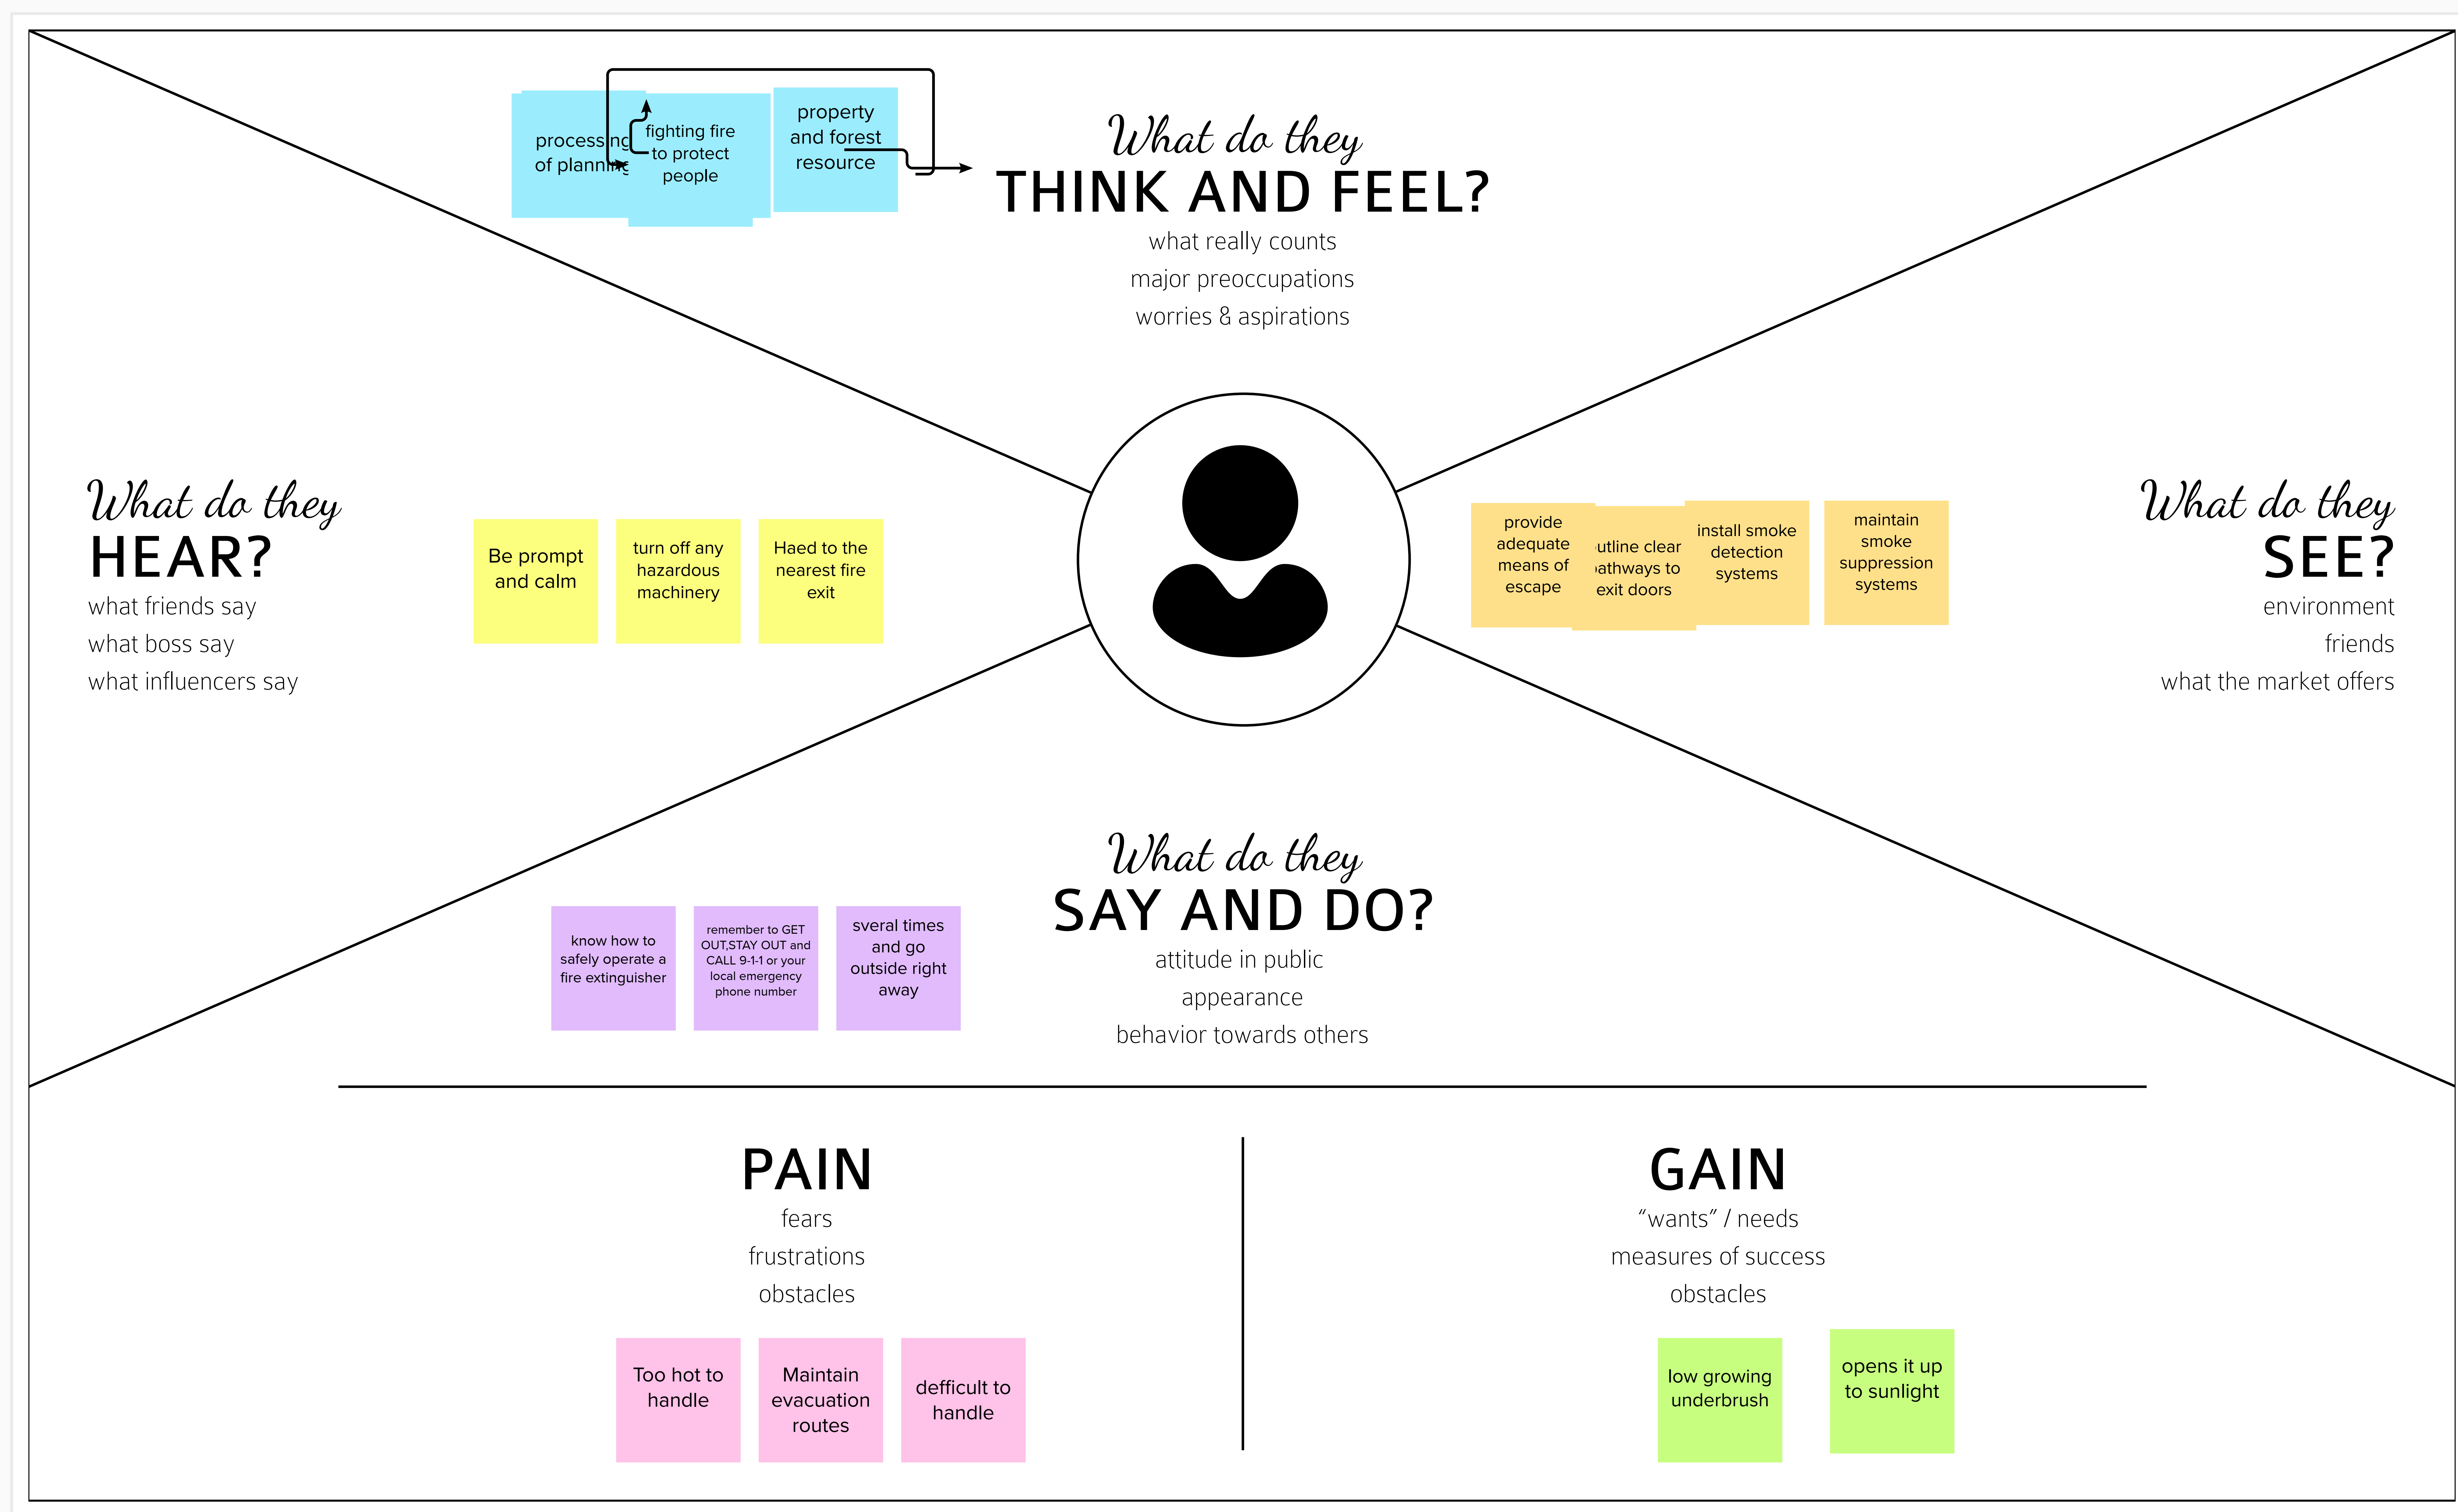 processing
of planning
fighting fire
to protect
people
property
and forest
resource
What do they
THINK AND FEEL?
what really counts
major preoccupations
worries & aspirations
What do they
HEAR?
what friends say
what boss say
what influencers say
Be prompt
and calm
turn off any
hazardous
machinery
Haed to the
nearest fire
exit
provide
adequate
means of
escape
utline clear
athways to
exit doors
install smoke
detection
systems
maintain
smoke
suppression
systems
What do they
SEE?
environment
friends
what the market offers
What do they
SAY AND DO?
attitude in public
appearance
behavior towards others
know how to
safely operate a
fire extinguisher
remember to GET
OUT,STAY OUT and
CALL 9-1-1 or your
local emergency
phone number
sveral times
and go
outside right
away
PAIN
fears
frustrations
obstacles
Too hot to
handle
Maintain
evacuation
routes
defficult to
handle
GAIN
“wants” / needs
measures of success
obstacles
low growing
underbrush
opens it up
to sunlight